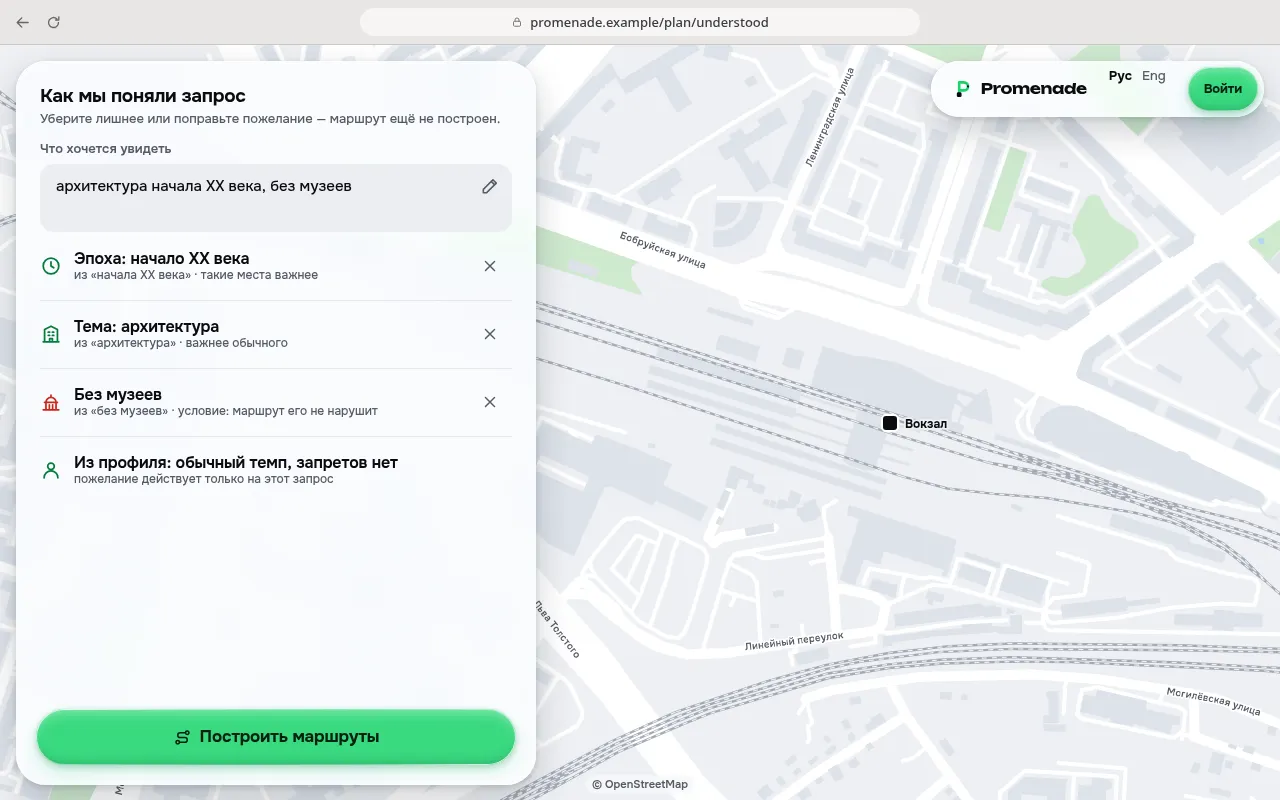 promenade.example/plan/understood
Как мы поняли запрос
Уберите лишнее или поправьте пожелание — маршрут ещё не построен.
Что хочется увидеть
архитектура начала XX века, без музеев
Эпоха: начало XX века
из «начала XX века» · такие места важнее
Тема: архитектура
из «архитектура» · важнее обычного
Без музеев
из «без музеев» · условие: маршрут его не нарушит
Из профиля: обычный темп, запретов нет
пожелание действует только на этот запрос
Построить маршруты
Promenade
Рус Eng
Войти
Ленинградская улица
Бобруйская улица
Вокзал
Льва Толстого
Линейный переулок
Могилёвская улица
© OpenStreetMap